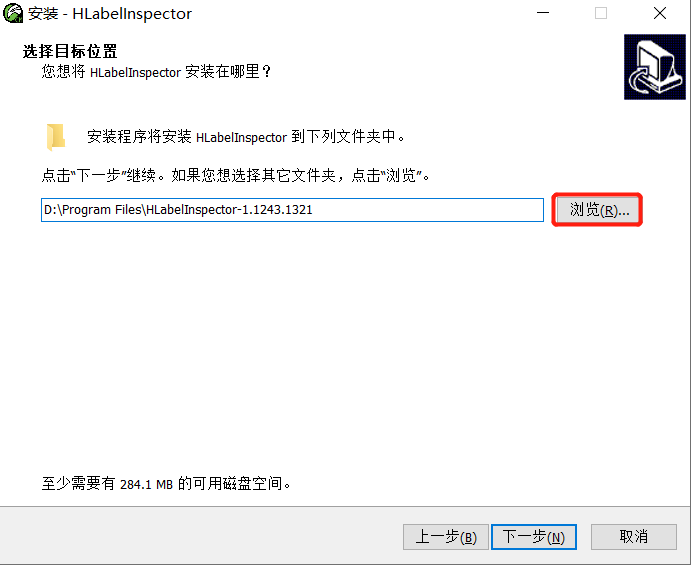 安装 - HLabelInspector
选择目标位置
您想将 HLabelInspector 安装在哪里？
安装程序将安装 HLabelInspector 到下列文件夹中。
点击“下一步”继续。如果您想选择其它文件夹，点击“浏览”。
D:\Program Files\HLabelInspector-1.1243.1321
浏览(R)...
至少需要有 284.1 MB 的可用磁盘空间。
上一步(B)
下一步(N)
取消